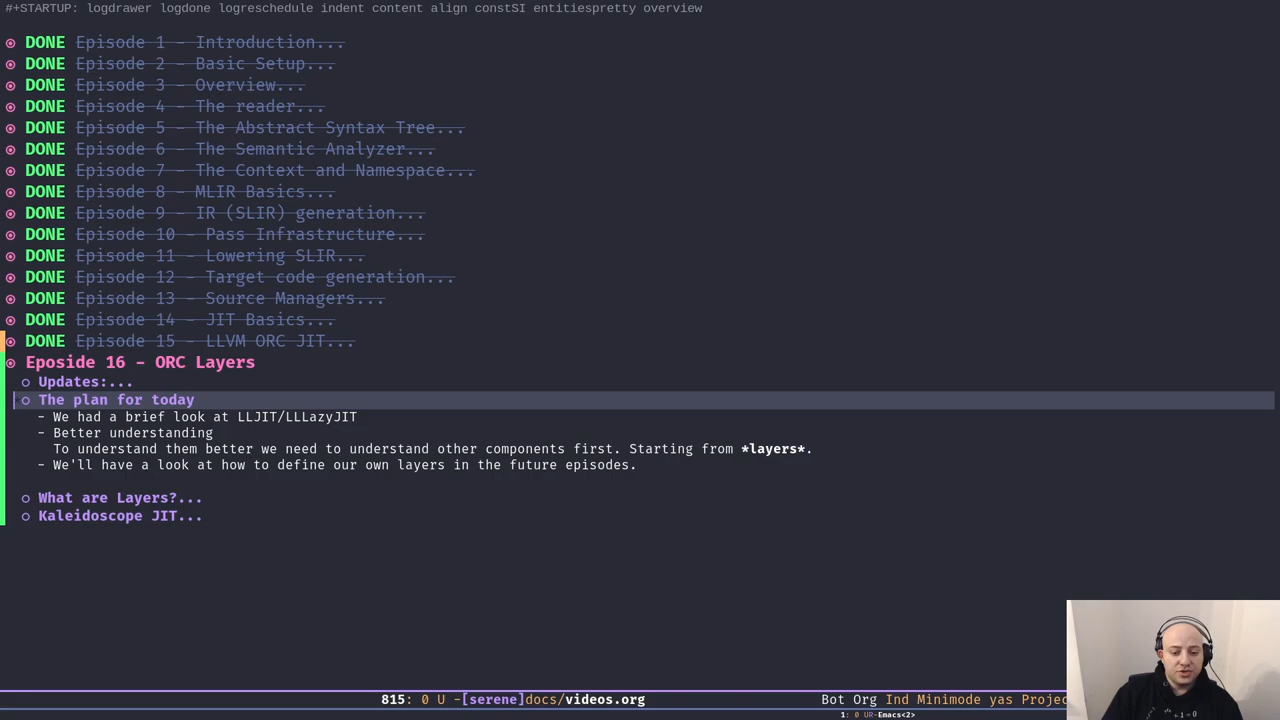 #+STARTUP: logdrawer logdone logreschedule indent content align constSI entitiespretty overview
DONE Episode 1 - Introduction...
DONE Episode 2 - Basic Setup...
DONE Episode 3 - Overview...
DONE Episode 4 - The reader...
DONE Episode 5 - The Abstract Syntax Tree...
DONE Episode 6 - The Semantic Analyzer...
DONE Episode 7 - The Context and Namespace...
DONE Episode 8 - MLIR Basics...
DONE Episode 9 - IR (SLIR) generation...
DONE Episode 10 - Pass Infrastructure...
DONE Episode 11 - Lowering SLIR...
DONE Episode 12 - Target code generation...
DONE Episode 13 - Source Managers...
DONE Episode 14 - JIT Basics...
DONE Episode 15 - LLVM ORC JIT...
Eposide 16 - ORC Layers
Updates:...
The plan for today
- We had a brief look at LLJIT/LLLazyJIT
- Better understanding
To understand them better we need to understand other components first. Starting from *layers*.
- We'll have a look at how to define our own layers in the future episodes.
What are Layers?...
Kaleidoscope JIT...
815: 0 U -[serene]docs/videos.org Bot Org Ind Minimode yas Projec
1: 0 UR-Emacs<2>